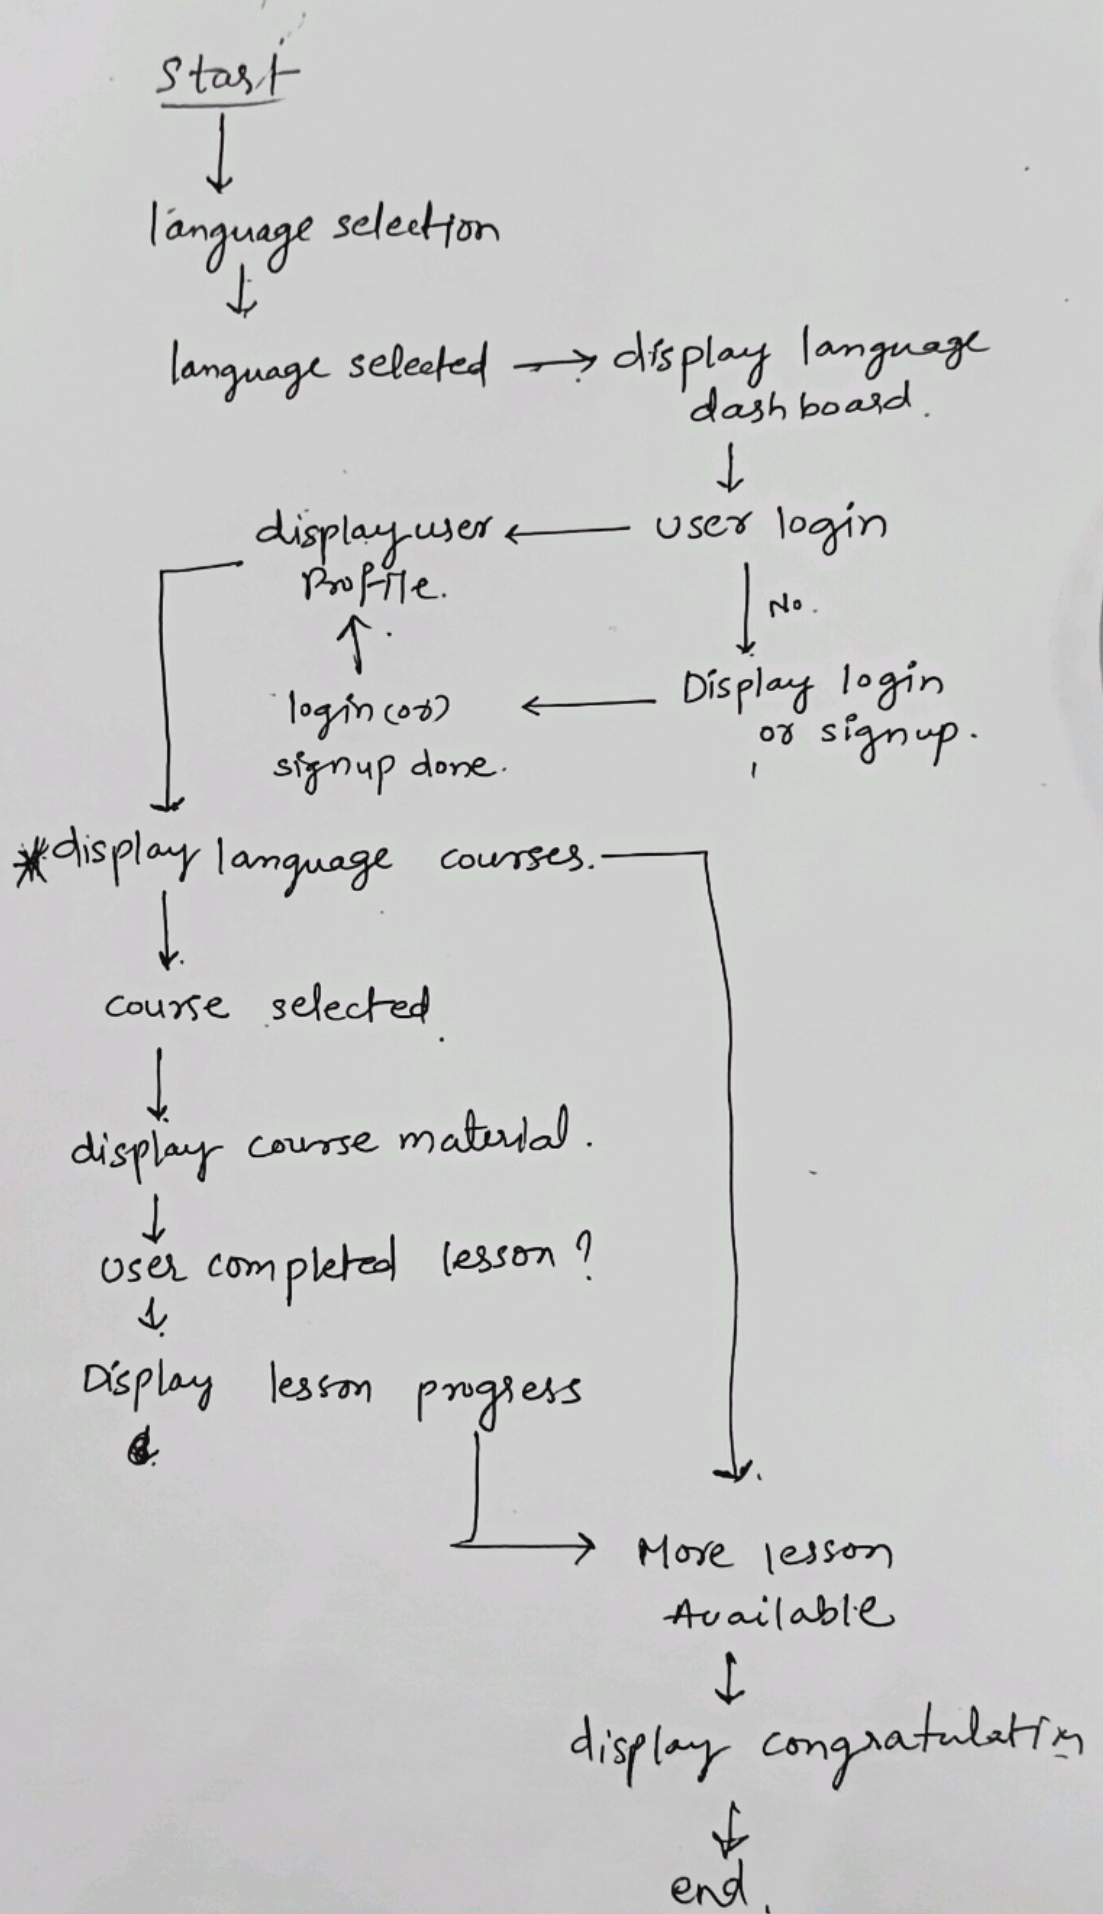 Start
language selection
language selected → display language
dashboard.
display user ← user login
Profile.
No.
Display login
or signup.
login (or)
signup done.
*display language courses.
course selected
display course material.
User completed lesson?
Display lesson progress
More lesson
Available
display congratulation
end.